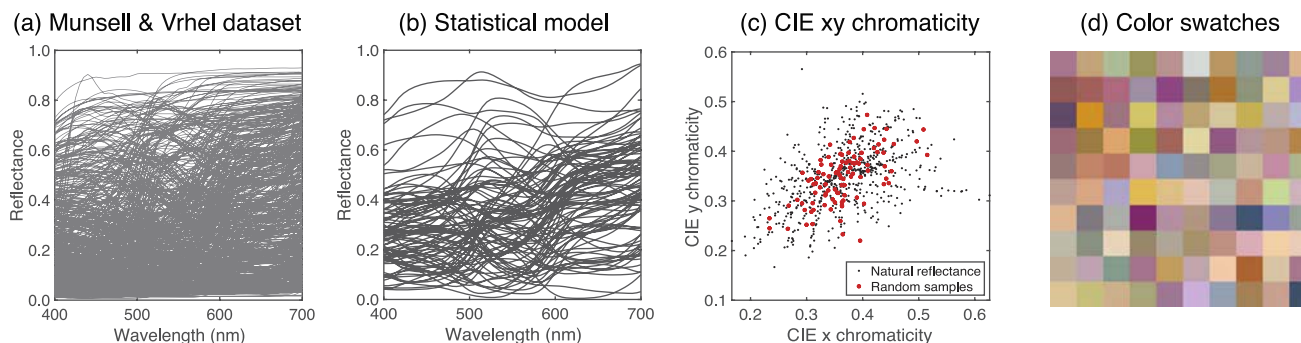 (a) Munsell & Vrhel dataset
1.0
0.8
0.6
0.4
0.2
0.0
400
500
600
700
Reflectance
Wavelength (nm)
(b) Statistical model
1.0
0.8
0.6
0.4
0.2
0.0
400
500
600
700
Reflectance
Wavelength (nm)
(c) CIE xy chromaticity
0.6
0.5
0.4
0.3
0.2
0.1
0.2
0.3
0.4
0.5
0.6
CIE y chromaticity
Natural reflectance
Random samples
CIE x chromaticity
(d) Color swatches